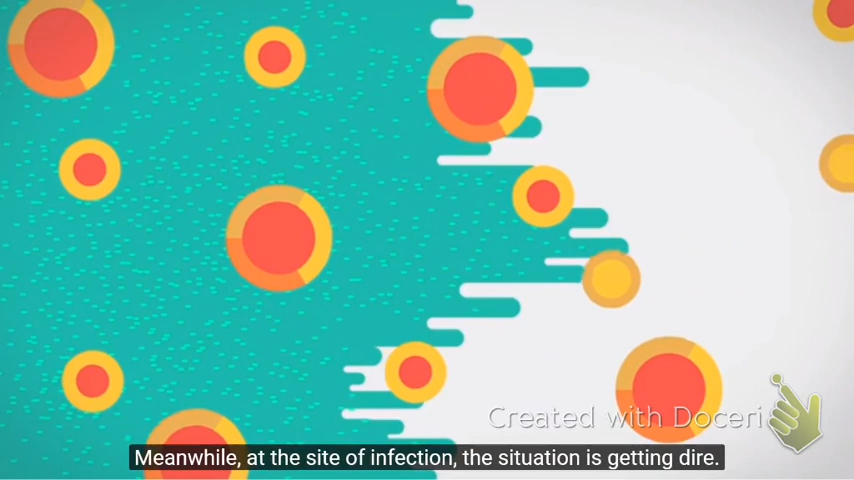 Created with Doceri
Meanwhile, at the site of infection, the situation is getting dire.